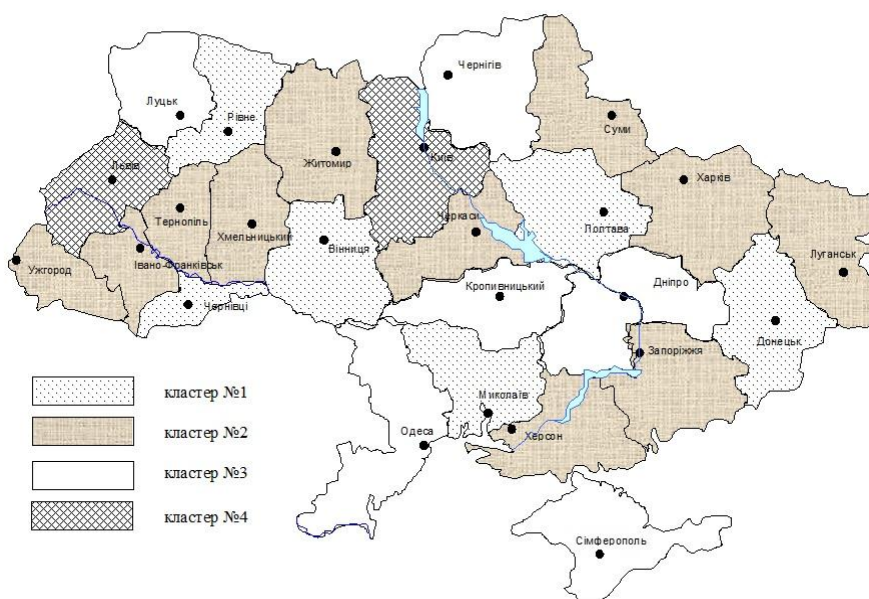 Чернігів
Луцьк
Рівне
Суми
Житомир
Київ
Львів
Харків
Тернопіль
Черкаси
Полтава
Хмельницький
Вінниця
Луганськ
Ужгород
Івано-Франківськ
Кропивницький
Дніпро
Чернівці
Донецьк
Запоріжжя
Миколаїв
Одеса
Херсон
Сімферополь
кластер №1
кластер №2
кластер №3
кластер №4